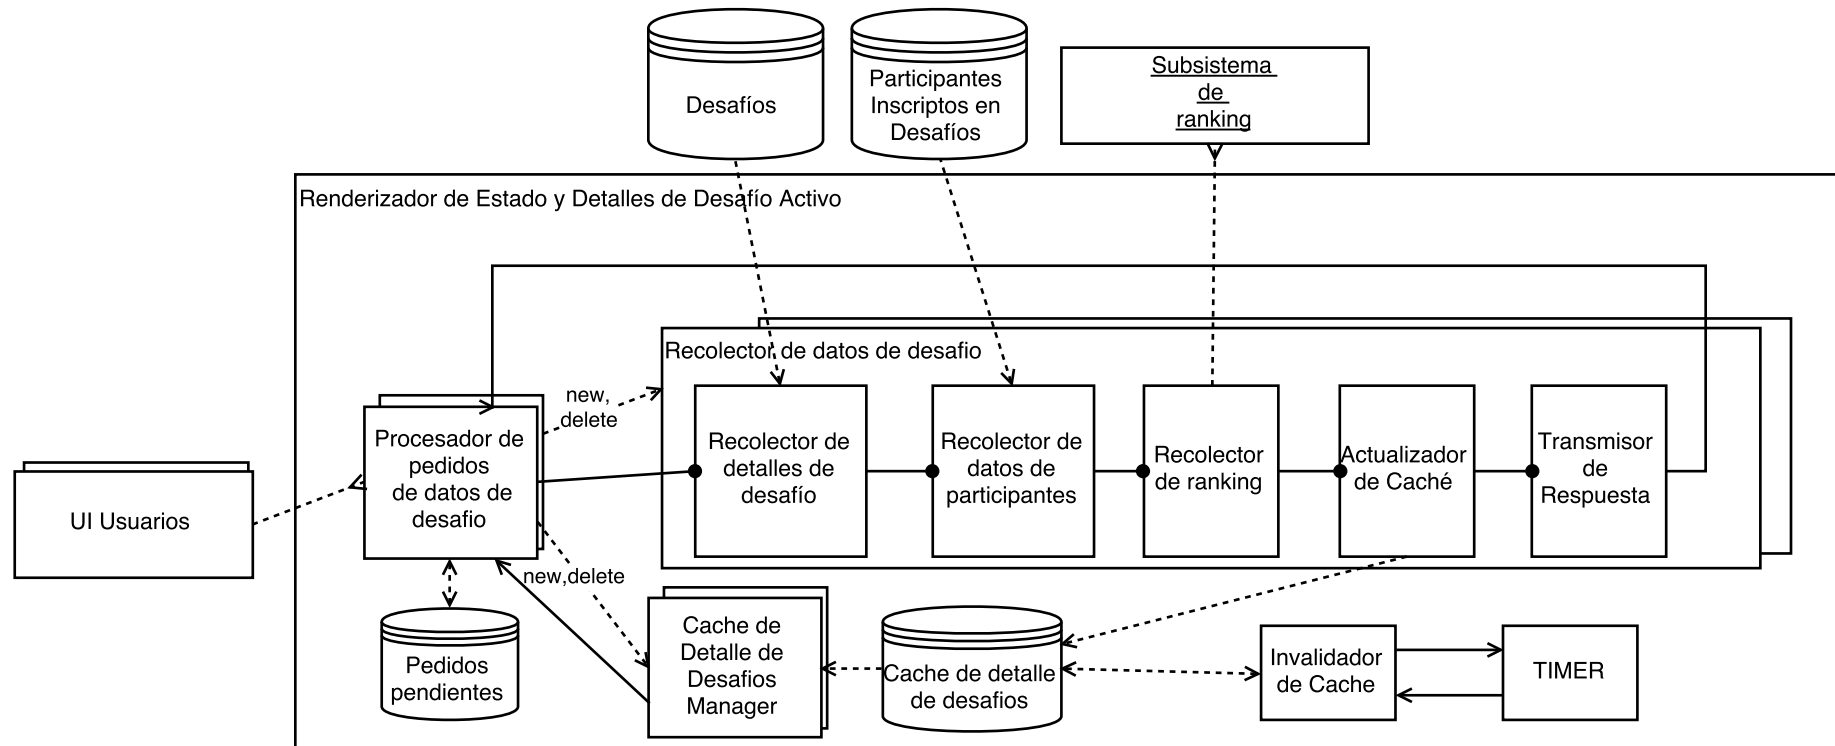 Desafíos
Participantes
Inscriptos en
Desafíos
Subsistema
de
ranking
Renderizador de Estado y Detalles de Desafío Activo
Recolector de datos de desafio
new,
delete
Procesador de
pedidos
de datos de
desafio
Recolector de
detalles de
desafío
Recolector de
datos de
participantes
Recolector
de ranking
Actualizador
de Caché
Transmisor
de
Respuesta
UI Usuarios
new,delete
Pedidos
pendientes
Cache de
Detalle de
Desafios
Manager
Cache de detalle
de desafios
Invalidador
de Cache
TIMER